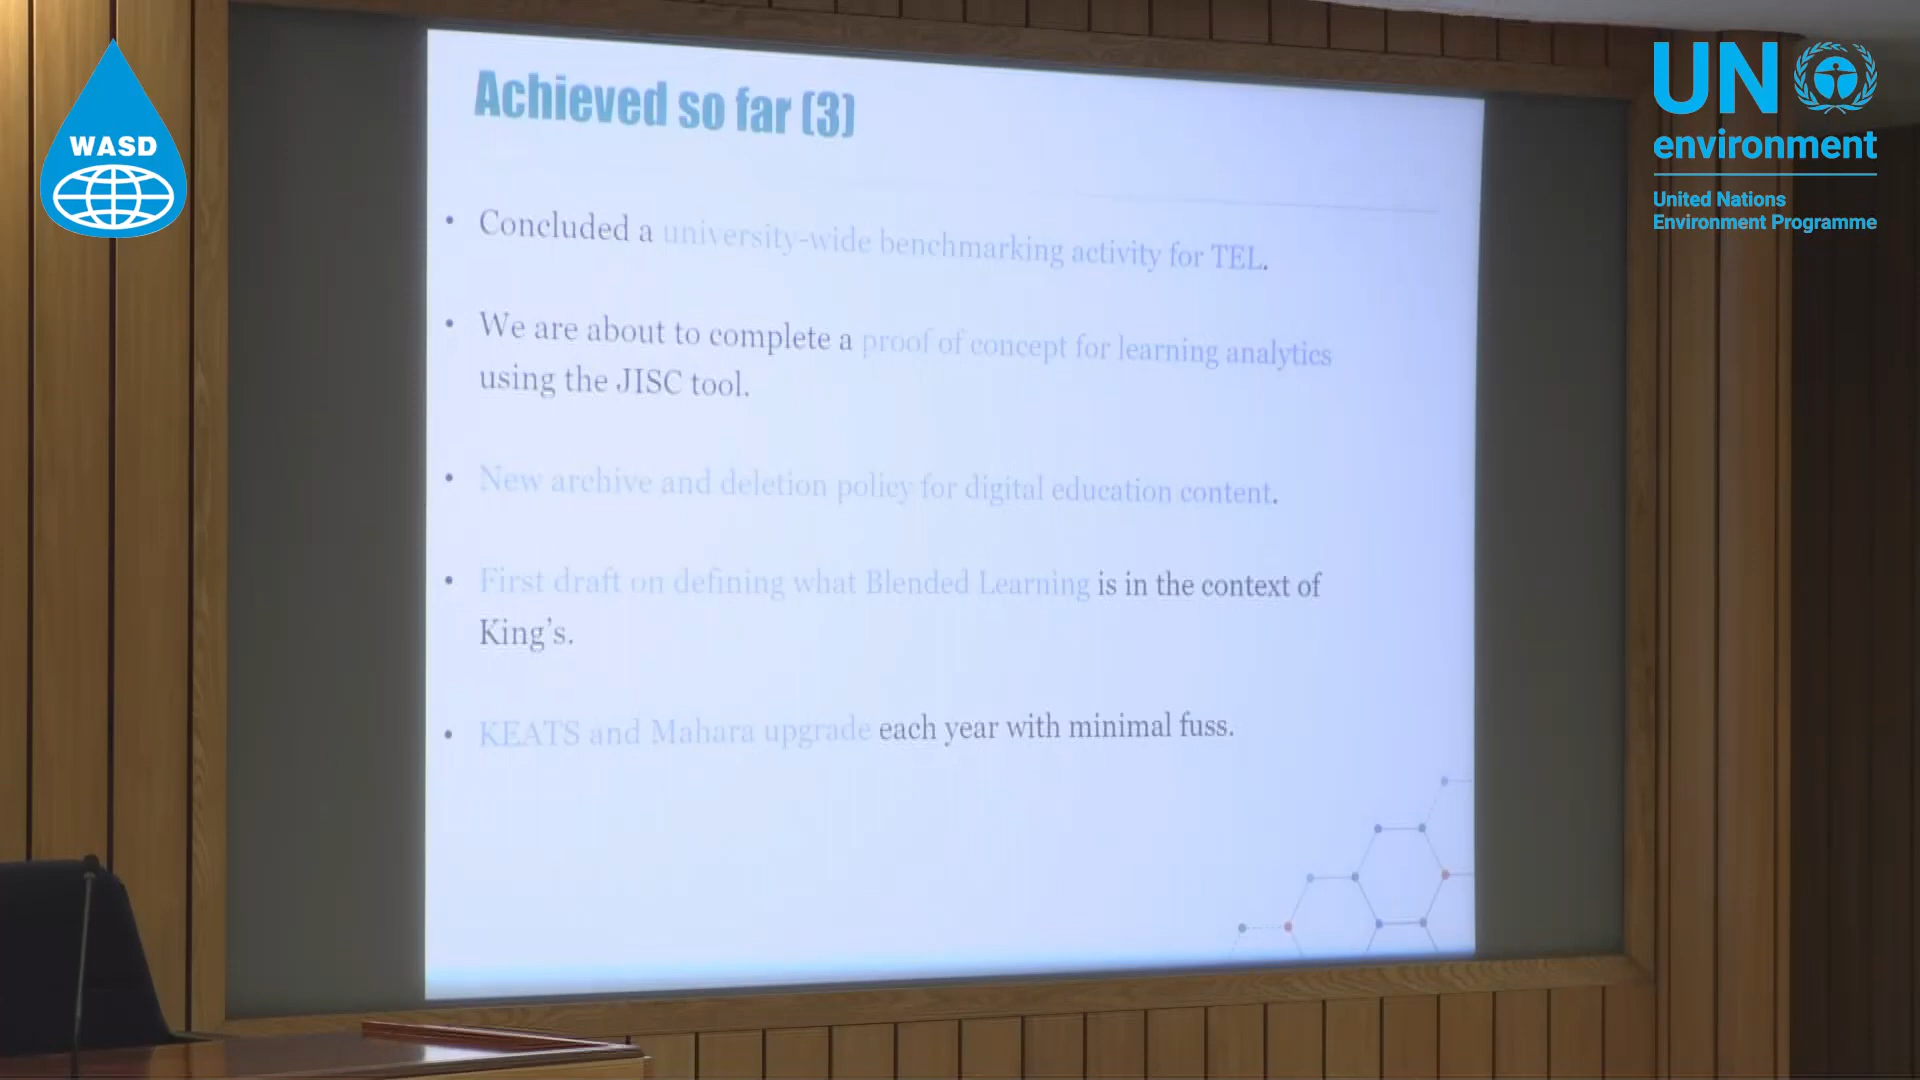 WASD
UN
environment
United Nations
Environment Programme
Achieved so far (3)
• Concluded a university-wide benchmarking activity for TEL.
• We are about to complete a proof of concept for learning analytics
using the JISC tool.
• New archive and deletion policy for digital education content.
• First draft on defining what Blended Learning is in the context of
King's.
• KEATS and Mahara upgrade each year with minimal fuss.